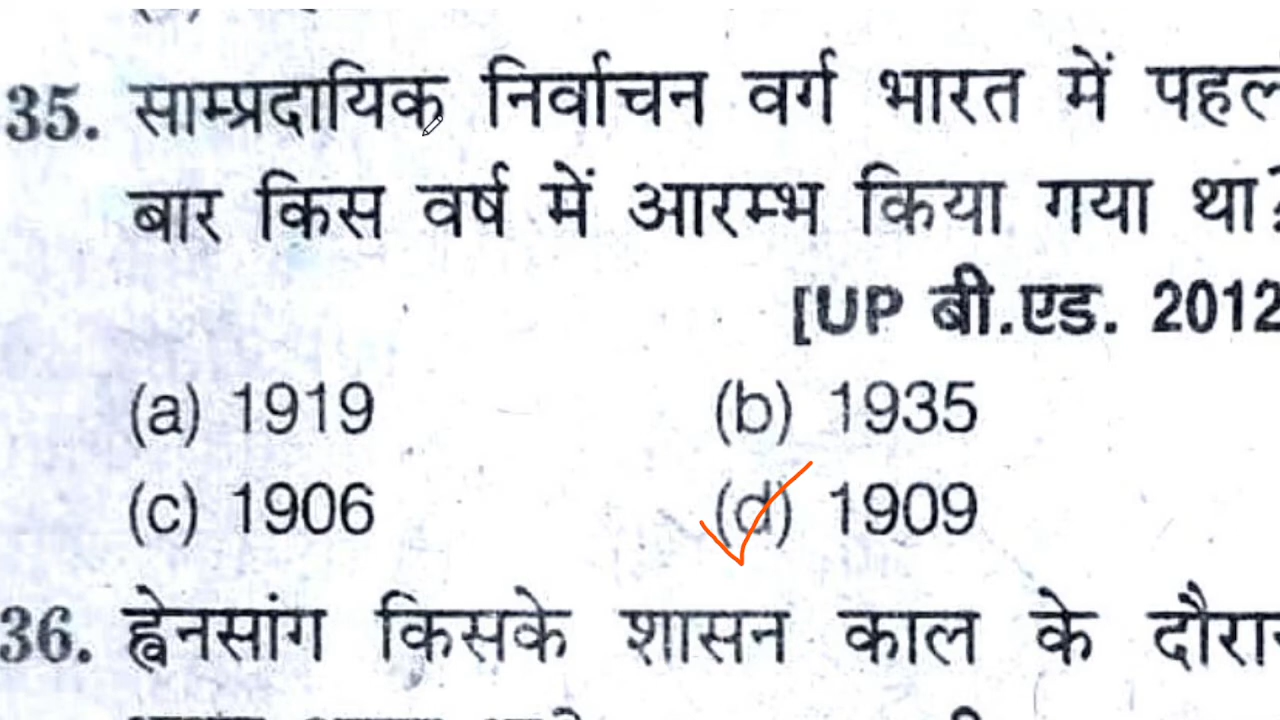 35. साम्प्रदायिक निर्वाचन वर्ग भारत में
बार किस वर्ष में आरम्भ किया गया था?
[UP बी.एड. 2012
(a) 1919 (b) 1935
(c) 1906 (d) 1909
36. ह्वेनसांग किसके शासन काल के